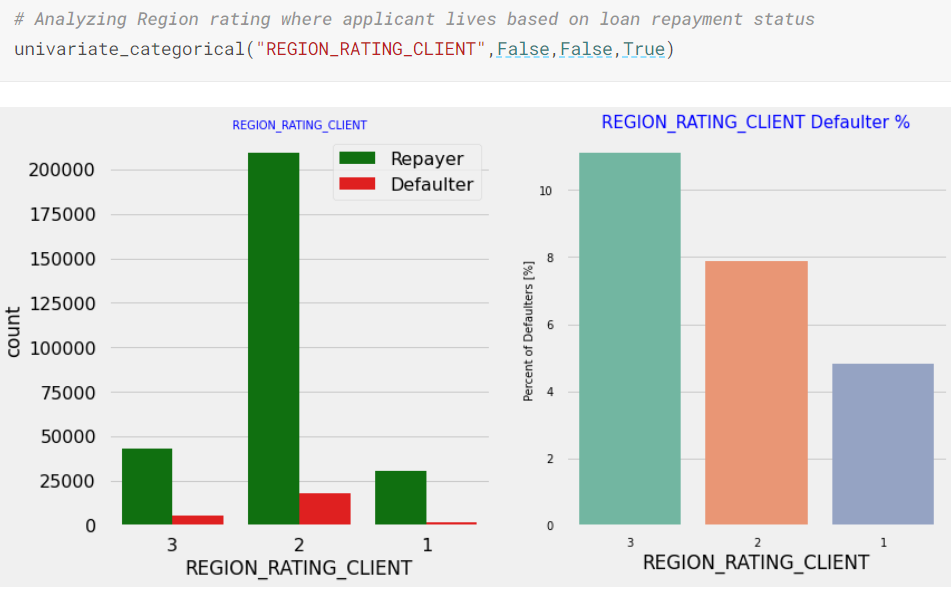 # Analyzing Region rating where applicant lives based on loan repayment status
univariate_categorical("REGION_RATING_CLIENT",False,False,True)
REGION_RATING_CLIENT
Repayer
Defaulter
200000
175000
150000
125000
100000
75000
50000
25000
0
count
3 2 1
REGION_RATING_CLIENT
REGION_RATING_CLIENT Defaulter %
10
8
6
4
2
0
Percent of Defaulters [%]
3 2 1
REGION_RATING_CLIENT